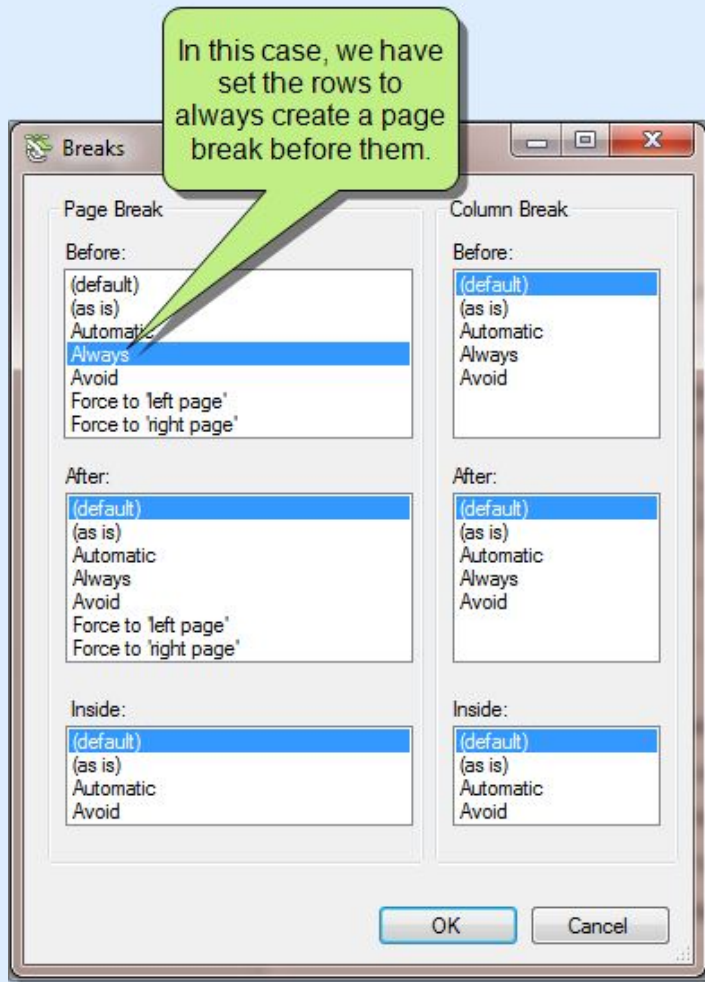 In this case, we have
set the rows to
always create a page
break before them.
Breaks
Page Break
Before:
(default)
(as is)
Automatic
Always
Avoid
Force to 'left page'
Force to 'right page'
After:
(default)
(as is)
Automatic
Always
Avoid
Force to 'left page'
Force to 'right page'
Inside:
(default)
(as is)
Automatic
Avoid
Column Break
Before:
(default)
(as is)
Automatic
Always
Avoid
After:
(default)
(as is)
Automatic
Always
Avoid
Inside:
(default)
(as is)
Automatic
Avoid
OK
Cancel